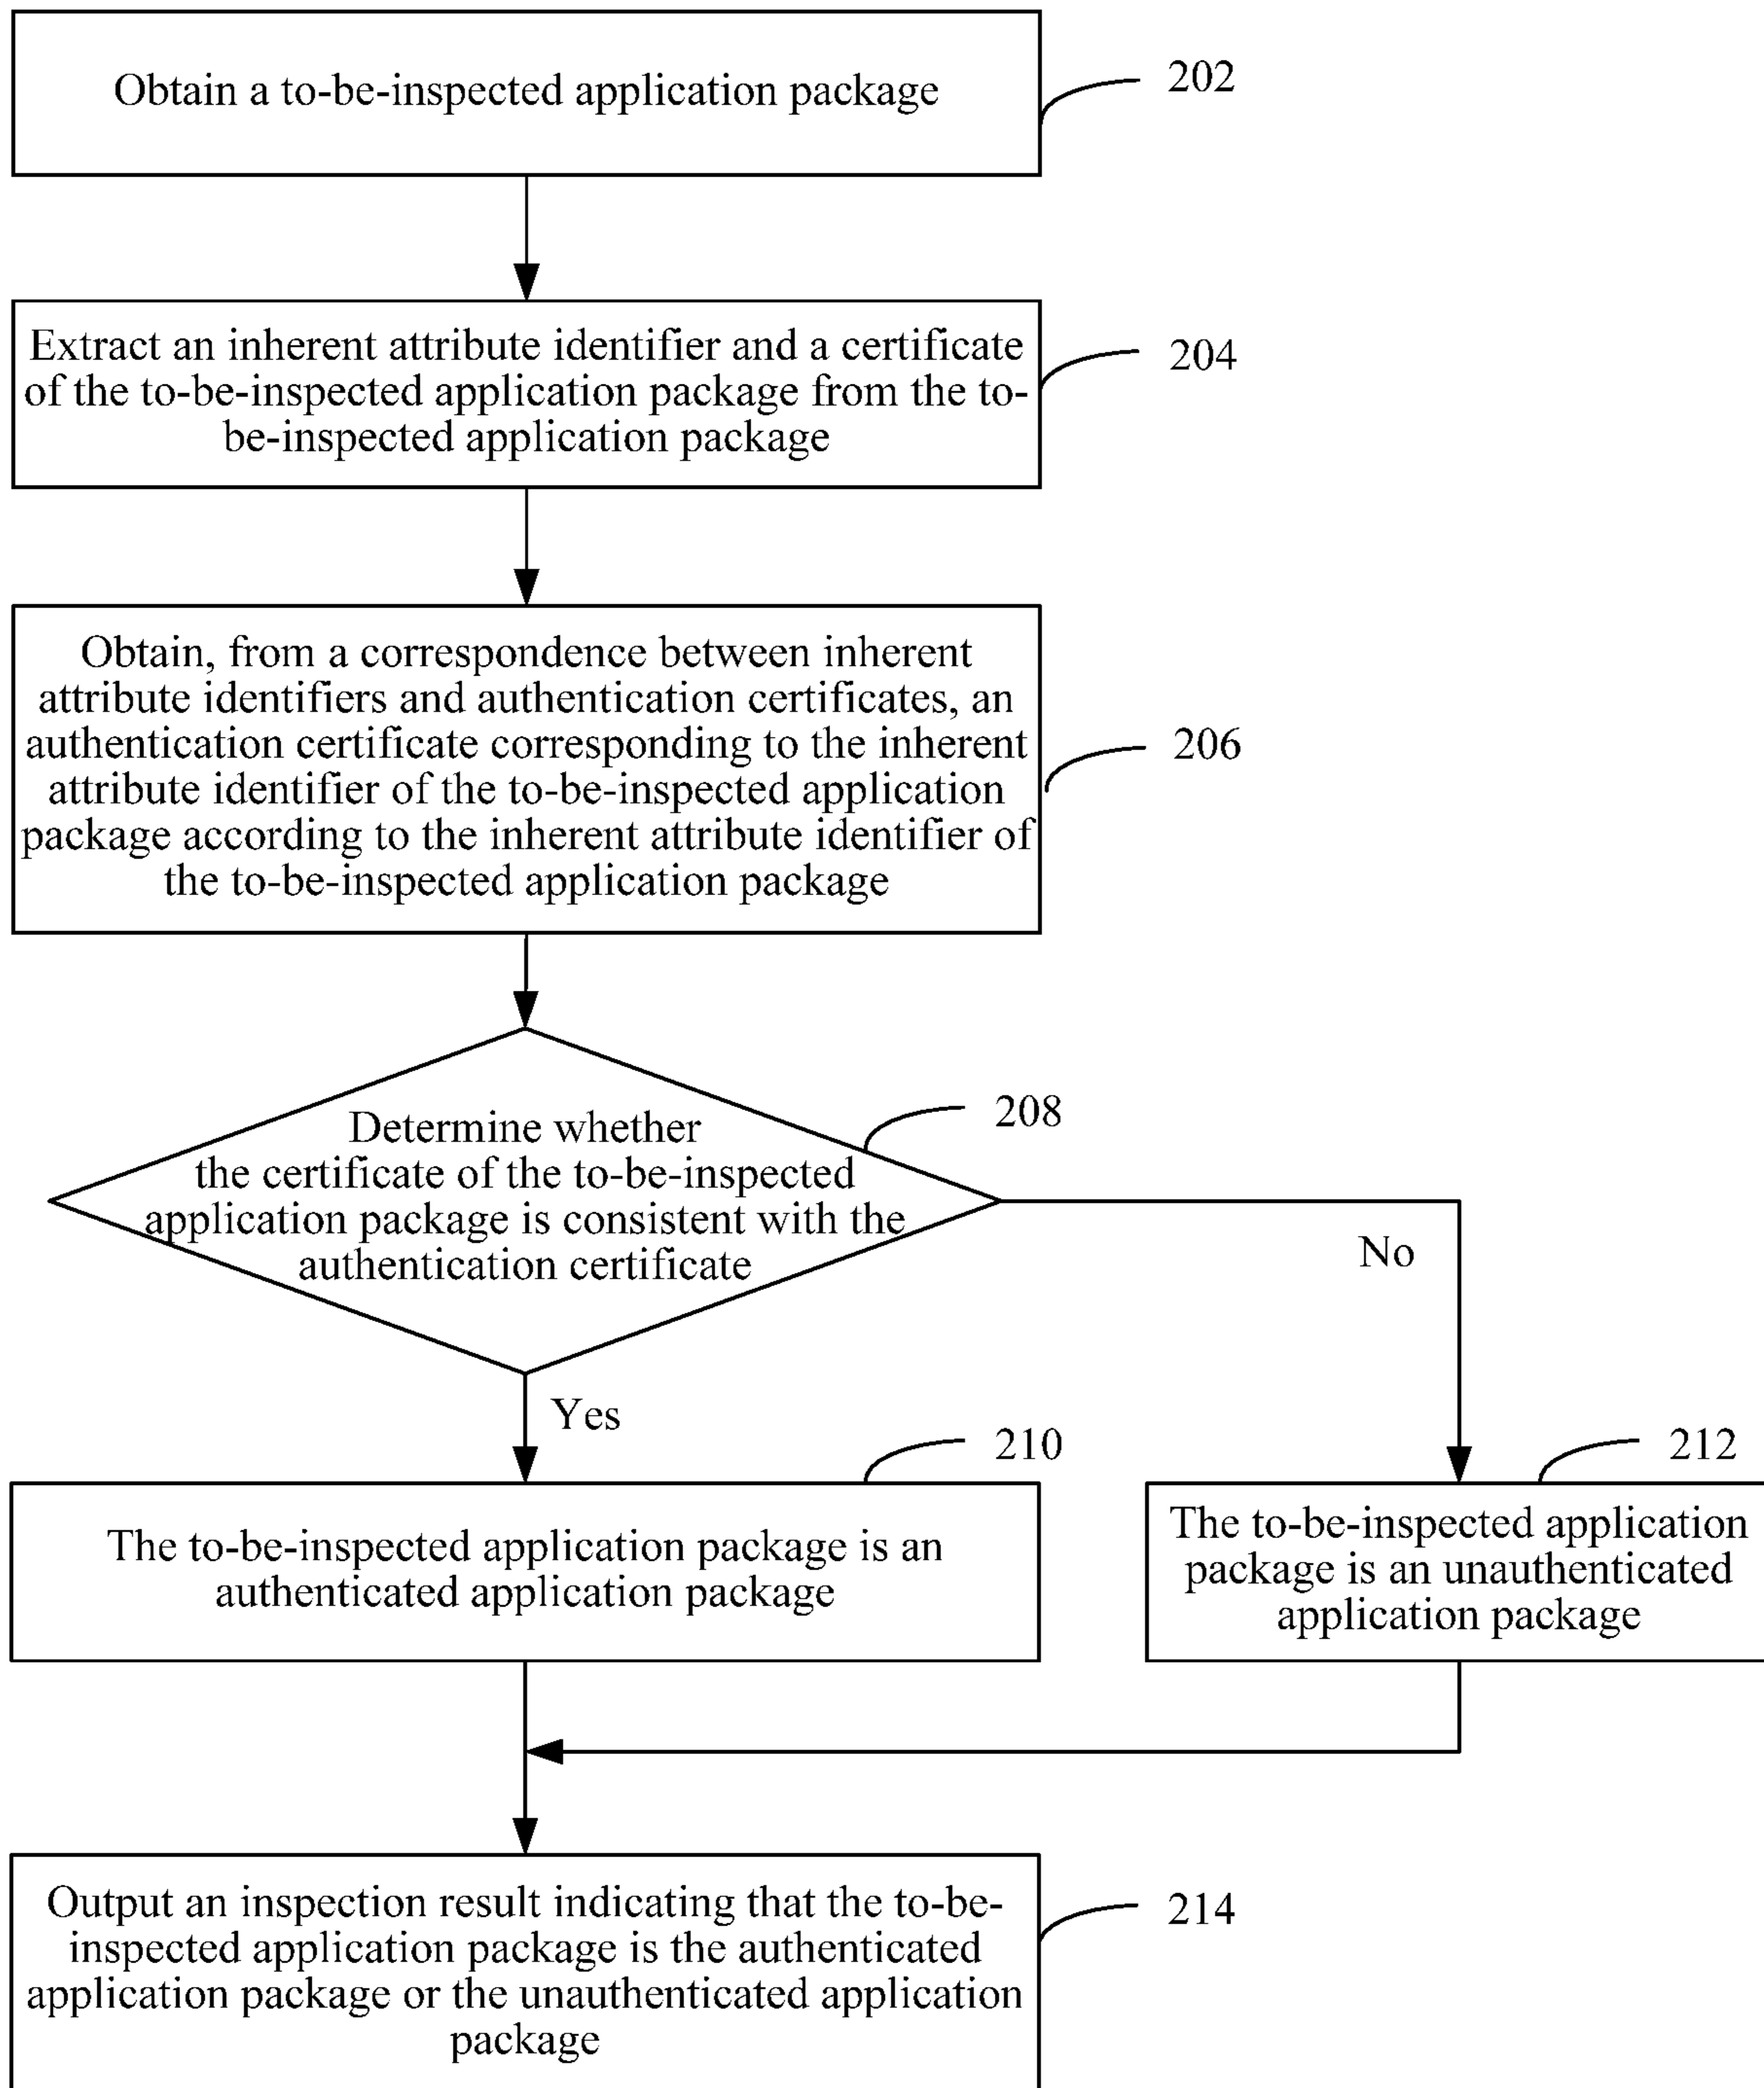 Obtain a to-be-inspected application package
202
Extract an inherent attribute identifier and a certificate
of the to-be-inspected application package from the to-
be-inspected application package
204
Obtain, from a correspondence between inherent
attribute identifiers and authentication certificates, an
authentication certificate corresponding to the inherent
attribute identifier of the to-be-inspected application
package according to the inherent attribute identifier of
the to-be-inspected application package
206
Determine whether
the certificate of the to-be-inspected
application package is consistent with the
authentication certificate
208
No
Yes
210
212
The to-be-inspected application package is an
authenticated application package
The to-be-inspected application
package is an unauthenticated
application package
Output an inspection result indicating that the to-be-
inspected application package is the authenticated
application package or the unauthenticated application
package
214